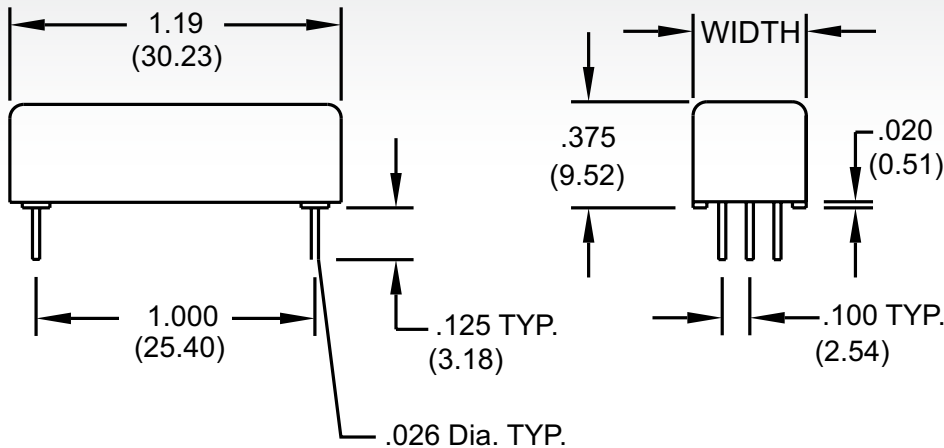 1.19
(30.23)
WIDTH
.375
(9.52)
.020
(0.51)
1.000
(25.40)
.125 TYP.
(3.18)
.100 TYP.
(2.54)
.026 Dia. TYP.